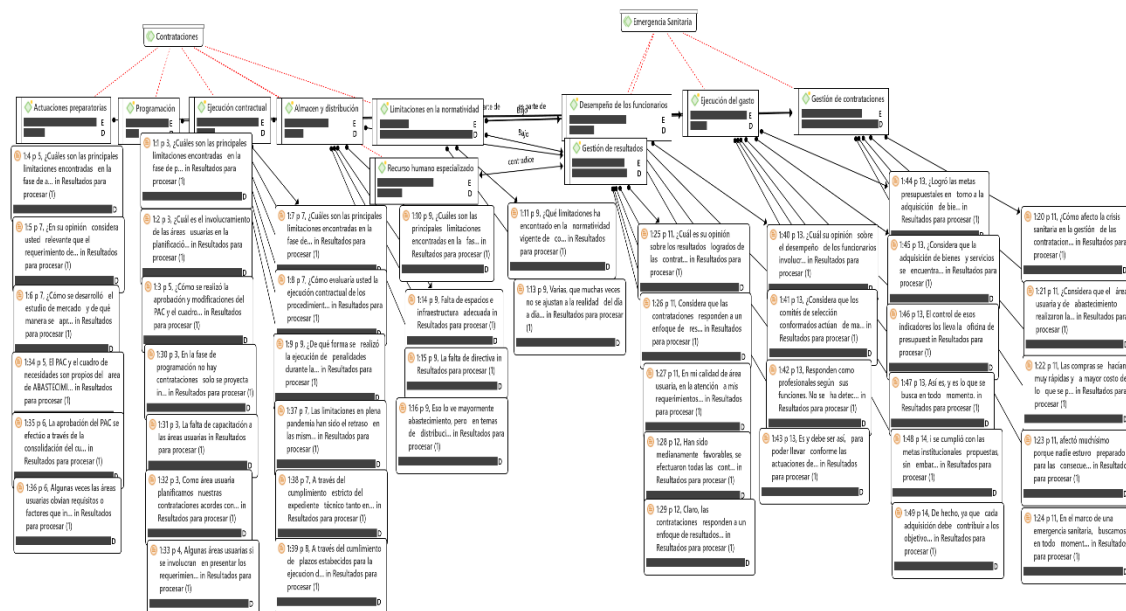 Contrataciones
Emergencia Sanitaria
Actuaciones preparatorias
E
D
Programación
E
D
Ejecución contractual
E
D
Almacen y distribución
E
D
Limitaciones en la normatividad
E
D
Recurso humano especializado
E
D
es parte de
Bajo
contradice
Desempeño de los funcionarios
E
D
Gestión de resultados
E
D
Ejecución del gasto
E
D
Gestión de contrataciones
E
D
1:4 p 5, ¿Cuáles son las principales
limitaciones encontradas en la
fase de a... in Resultados para
procesar (1)
D
1:5 p 7, ¿En su opinión considera
usted relevante que el
requerimiento de... in Resultados
para procesar (1)
D
1:6 p 7, ¿Cómo se desarrolló el
estudio de mercado y de qué
manera se apr... in Resultados
para procesar (1)
D
1:34 p 5, El PAC y el cuadro de
necesidades son propios del area
de ABASTECIMI... in Resultados
para procesar (1)
D
1:35 p 6, La aprobación del PAC se
efectúo a través de la
consolidación del cu... in Resultados
para procesar (1)
D
1:36 p 6, Algunas veces las áreas
usuarias obvian requisitos o
factores que in... in Resultados para
procesar (1)
D
1:1 p 3, ¿Cuáles son las principales
limitaciones encontradas en la
fase de p... in Resultados para
procesar (1)
D
1:2 p 3, ¿Cuál es el involucramiento
de las áreas usuarias en la
planificació... in Resultados para
procesar (1)
D
1:3 p 5, ¿Cómo se realizó la
aprobación y modificaciones del
PAC y el cuadro... in Resultados
para procesar (1)
D
1:30 p 3, En la fase de
programación no hay
contrataciones solo se proyecta
in... in Resultados para procesar (1)
D
1:31 p 3, La falta de capacitación a
las áreas usuarias in Resultados
para procesar (1)
D
1:32 p 3, Como área usuaria
planificamos nuestras
contrataciones acordes con... in
Resultados para procesar (1)
D
1:33 p 4, Algunas áreas usuarias si
se involucran en presentar los
requerimien... in Resultados para
procesar (1)
D
1:7 p 7, ¿Cuáles son las principales
limitaciones encontradas en la
fase de... in Resultados para
procesar (1)
D
1:8 p 7, ¿Cómo evaluaría usted la
ejecución contractual de los
procedimient... in Resultados para
procesar (1)
D
1:9 p 9, ¿De qué forma se realizó
la ejecución de penalidades
durante la... in Resultados para
procesar (1)
D
1:37 p 7, Las limitaciones en plena
pandemia han sido el retraso en
las mism... in Resultados para
procesar (1)
D
1:38 p 7, A través del
cumplimiento estricto del
expediente técnico tanto en... in
Resultados para procesar (1)
D
1:39 p 8, A través del cumlimiento
de plazos estabecidos para la
ejecucion d... in Resultados para
procesar (1)
D
1:10 p 9, ¿Cuáles son las
principales limitaciones
encontradas en la fas... in
Resultados para procesar (1)
D
1:14 p 9, Falta de espacios e
infraestructura adecuada in
Resultados para procesar (1)
D
1:15 p 9, La falta de directiva in
Resultados para procesar (1)
D
1:16 p 9, Eso lo ve mayormente
abastecimiento, pero en temas
de distribuci... in Resultados para
procesar (1)
D
1:11 p 9, ¿Qué limitaciones ha
encontrado en la normatividad
vigente de co... in Resultados
para procesar (1)
D
1:13 p 9, Varias, que muchas veces
no se ajustan a la realidad del día
a día... in Resultados para procesar
(1)
D
1:25 p 11, ¿Cuál es su opinión
sobre los resultados logrados de
las contrat... in Resultados para
procesar (1)
D
1:26 p 11, Considera que las
contrataciones responden a un
enfoque de res... in Resultados
para procesar (1)
D
1:27 p 11, En mi calidad de área
usuaria, en la atención a mis
requerimientos... in Resultados
para procesar (1)
D
1:28 p 12, Han sido
medianamente favorables, se
efectuaron todas las cont... in
Resultados para procesar (1)
D
1:29 p 12, Claro, las
contrataciones responden a un
enfoque de resultados... in
Resultados para procesar (1)
D
1:40 p 13, ¿Cuál su opinión sobre
el desempeño de los funcionarios
involucr... in Resultados para
procesar (1)
D
1:41 p 13, ¿Considera que los
comités de selección
conformados actúan de ma... in
Resultados para procesar (1)
D
1:42 p 13, Responden como
profesionales según sus
funciones. No se ha detec... in
Resultados para procesar (1)
D
1:43 p 13, Es y debe ser así, para
poder llevar conforme las
actuaciones de... in Resultados
para procesar (1)
D
1:44 p 13, ¿Logró las metas
presupuestales en torno a la
adquisición de bie... in
Resultados para procesar (1)
D
1:45 p 13, ¿Considera que la
adquisición de bienes y servicios
se encuentra... in Resultados para
procesar (1)
D
1:46 p 13, El control de esos
indicadores los lleva la oficina de
presupuest in Resultados para
procesar (1)
D
1:47 p 13, Así es, y es lo que se
busca en todo momento. in
Resultados para procesar (1)
D
1:48 p 14, i se cumplió con las
metas institucionales propuestas,
sin embar... in Resultados para
procesar (1)
D
1:49 p 14, De hecho, ya que cada
adquisición debe contribuir a los
objetivo... in Resultados para
procesar (1)
D
1:20 p 11, ¿Cómo afecto la crisis
sanitaria en la gestión de las
contratacion... in Resultados para
procesar (1)
D
1:21 p 11, ¿Considera que el área
usuaria y de abastecimiento
realizaron la... in Resultados para
procesar (1)
D
1:22 p 11, Las compras se hacían
muy rápidas y a mayor costo de
lo que se p... in Resultados para
procesar (1)
D
1:23 p 11, afectó muchísimo
porque nadie estuvo preparado
para las consecue... in Resultados
para procesar (1)
D
1:24 p 11, En el marco de una
emergencia sanitaria, buscamos
en todo moment... in Resultados
para procesar (1)
D